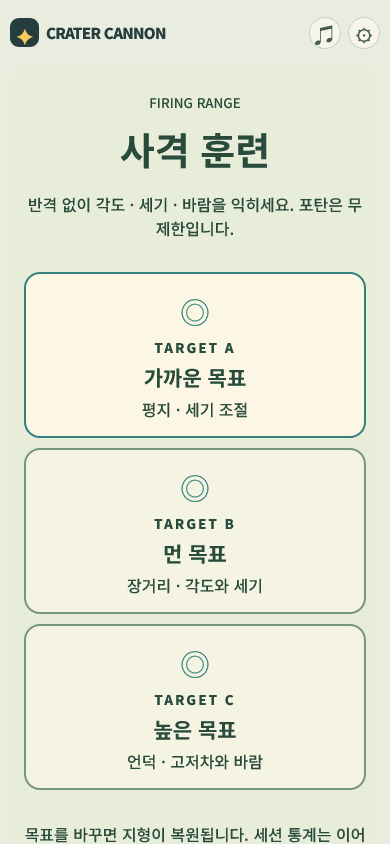 CRATER CANNON
FIRING RANGE
사격 훈련
반격 없이 각도 · 세기 · 바람을 익히세요. 포탄은 무
제한입니다.
TARGET A
가까운 목표
평지 · 세기 조절
TARGET B
먼 목표
장거리 · 각도와 세기
TARGET C
높은 목표
언덕 · 고저차와 바람
목표를 바꾸면 지형이 복원됩니다. 세션 통계는 이어